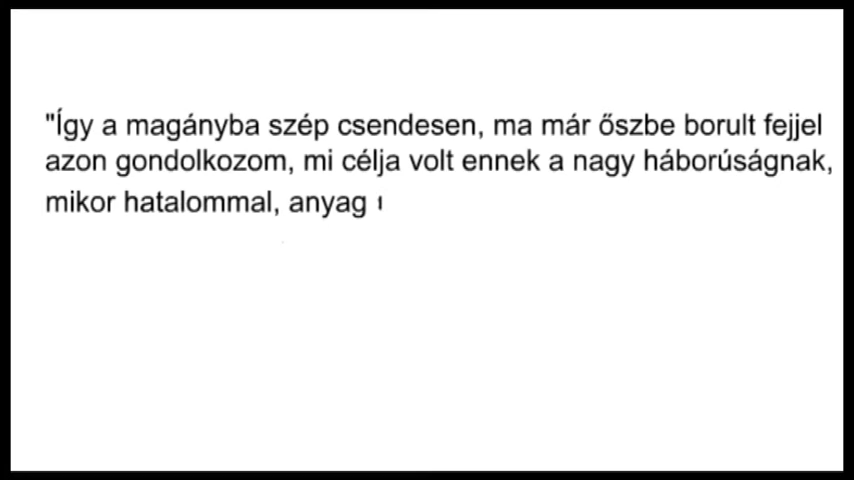 "Így a magányba szép csendesen, ma már őszbe borult fejjel
azon gondolkozom, mi célja volt ennek a nagy háborúságnak,
mikor hatalommal, anyag